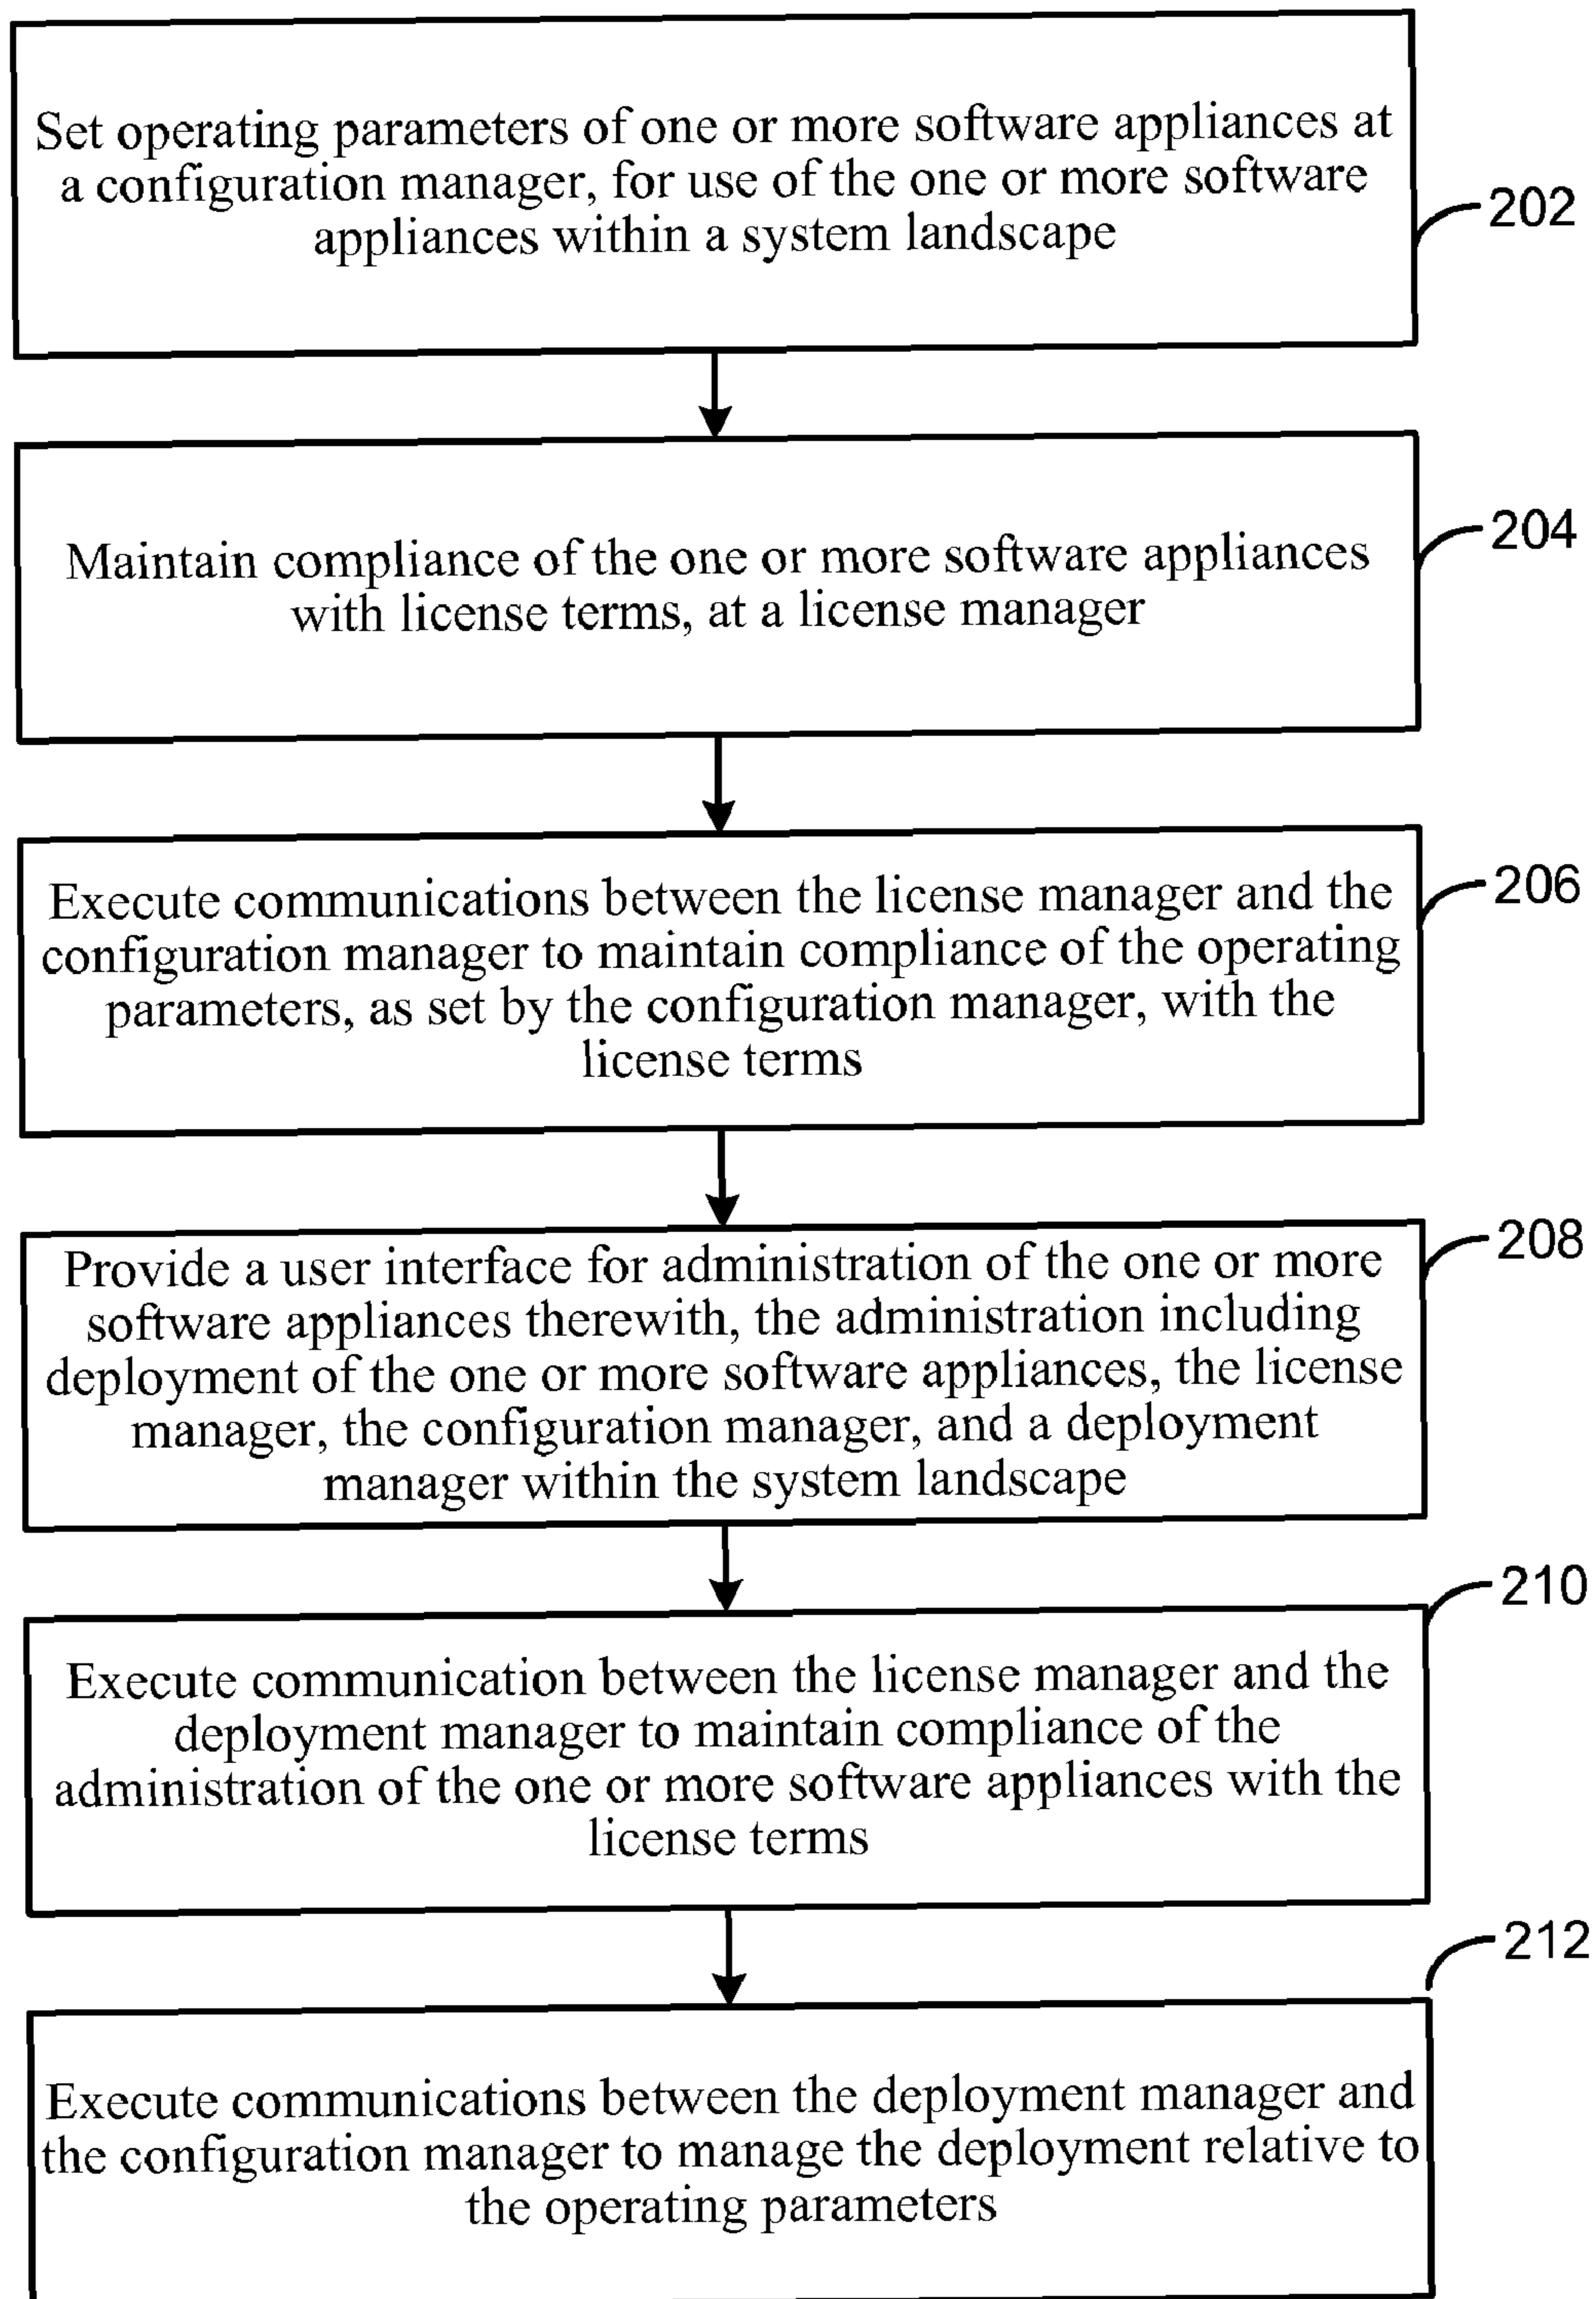 Set operating parameters of one or more software appliances at
a configuration manager, for use of the one or more software
appliances within a system landscape
202
Maintain compliance of the one or more software appliances
with license terms, at a license manager
204
Execute communications between the license manager and the
configuration manager to maintain compliance of the operating
parameters, as set by the configuration manager, with the
license terms
206
Provide a user interface for administration of the one or more
software appliances therewith, the administration including
deployment of the one or more software appliances, the license
manager, the configuration manager, and a deployment
manager within the system landscape
208
Execute communication between the license manager and the
deployment manager to maintain compliance of the
administration of the one or more software appliances with the
license terms
210
Execute communications between the deployment manager and
the configuration manager to manage the deployment relative to
the operating parameters
212